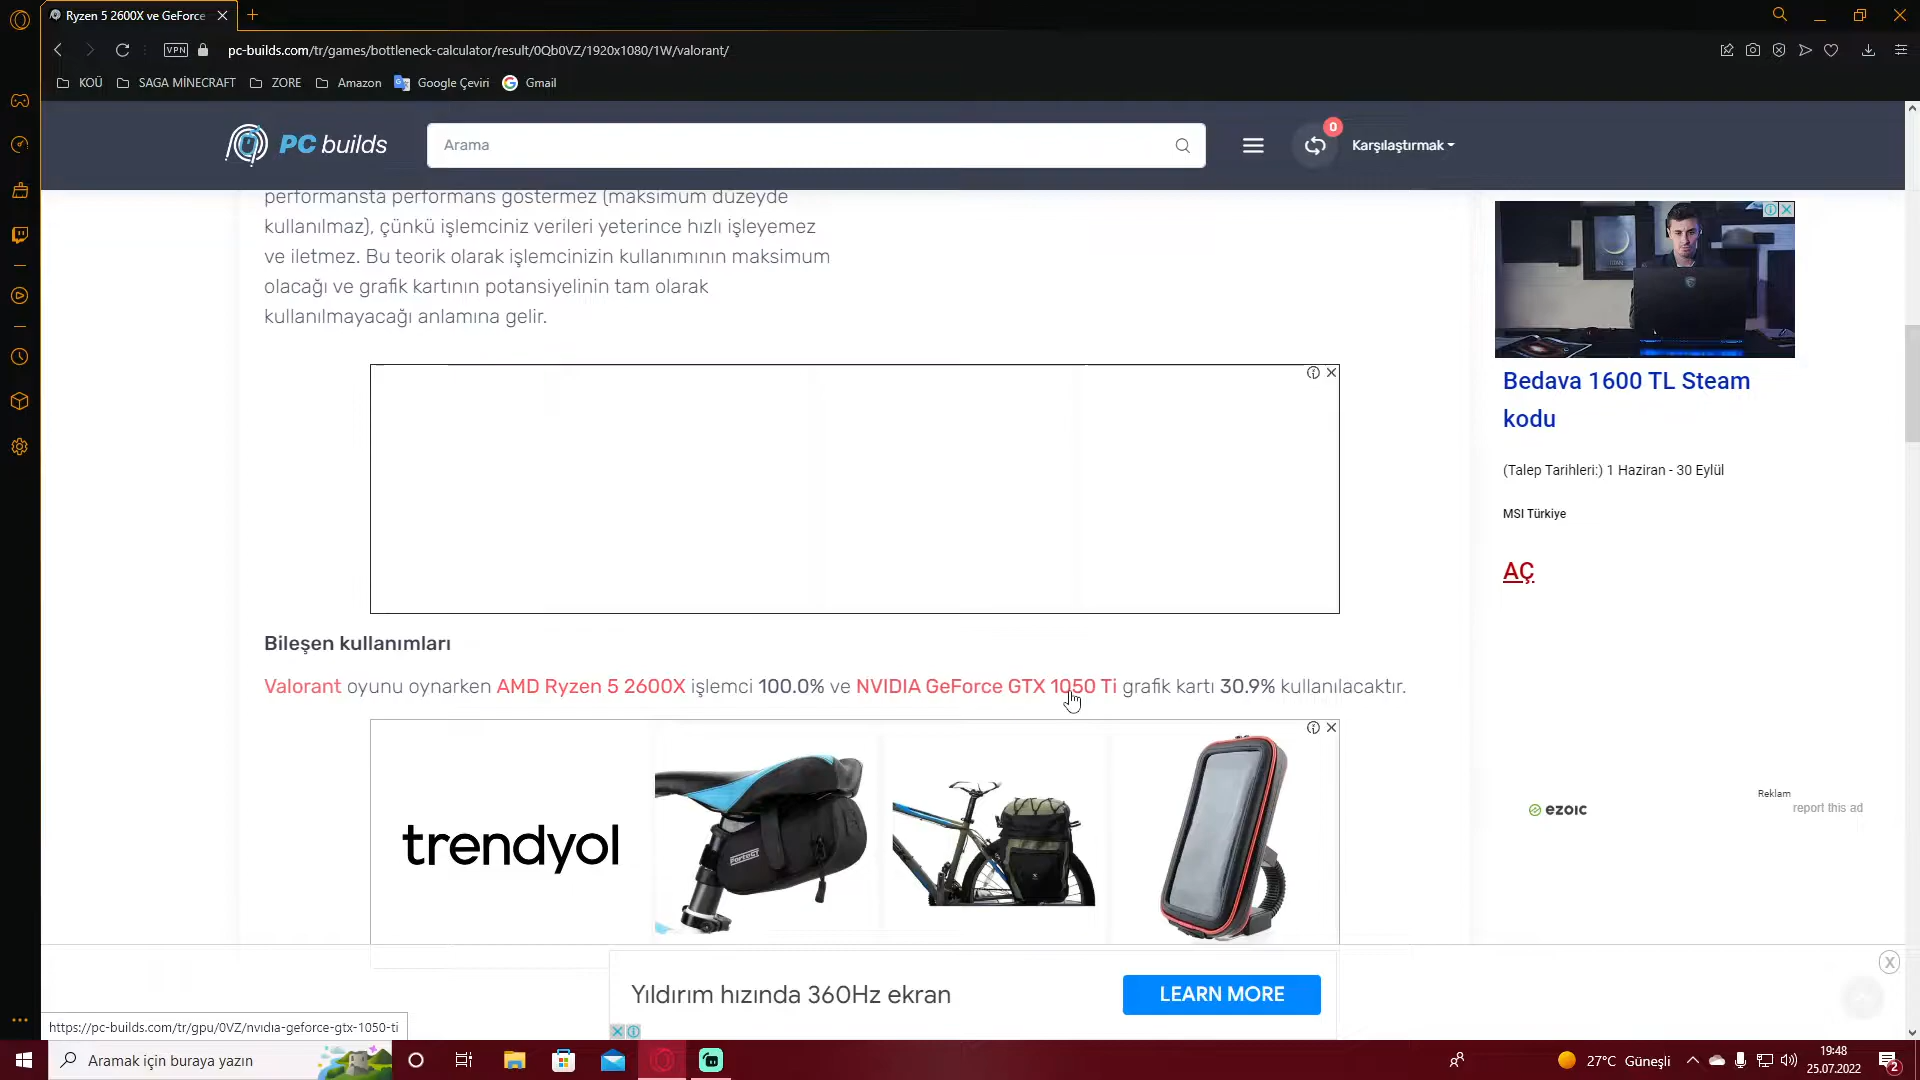 Ryzen 5 2600X ve GeForce
VPN
pc-builds.com/tr/games/bottleneck-calculator/result/0Qb0VZ/1920x1080/1W/valorant/
KOÜ
SAGA MİNECRAFT
ZORE
Amazon
Google Çeviri
Gmail
PC builds
Arama
0
Karşılaştırmak
performansta performans göstermez (maksimum düzeyde
kullanılmaz), çünkü işlemciniz verileri yeterince hızlı işleyemez
ve iletmez. Bu teorik olarak işlemcinizin kullanımının maksimum
olacağı ve grafik kartının potansiyelinin tam olarak
kullanılmayacağı anlamına gelir.
Bedava 1600 TL Steam
kodu
(Talep Tarihleri:) 1 Haziran - 30 Eylül
MSI Türkiye
AÇ
Bileşen kullanımları
Valorant oyunu oynarken AMD Ryzen 5 2600X işlemci 100.0% ve NVIDIA GeForce GTX 1050 Ti grafik kartı 30.9% kullanılacaktır.
trendyol
Reklam
ezoic
report this ad
Yıldırım hızında 360Hz ekran
LEARN MORE
X
https://pc-builds.com/tr/gpu/0VZ/nvıdıa-geforce-gtx-1050-ti
Aramak için buraya yazın
27°C Güneşli
19:48
25.07.2022
2